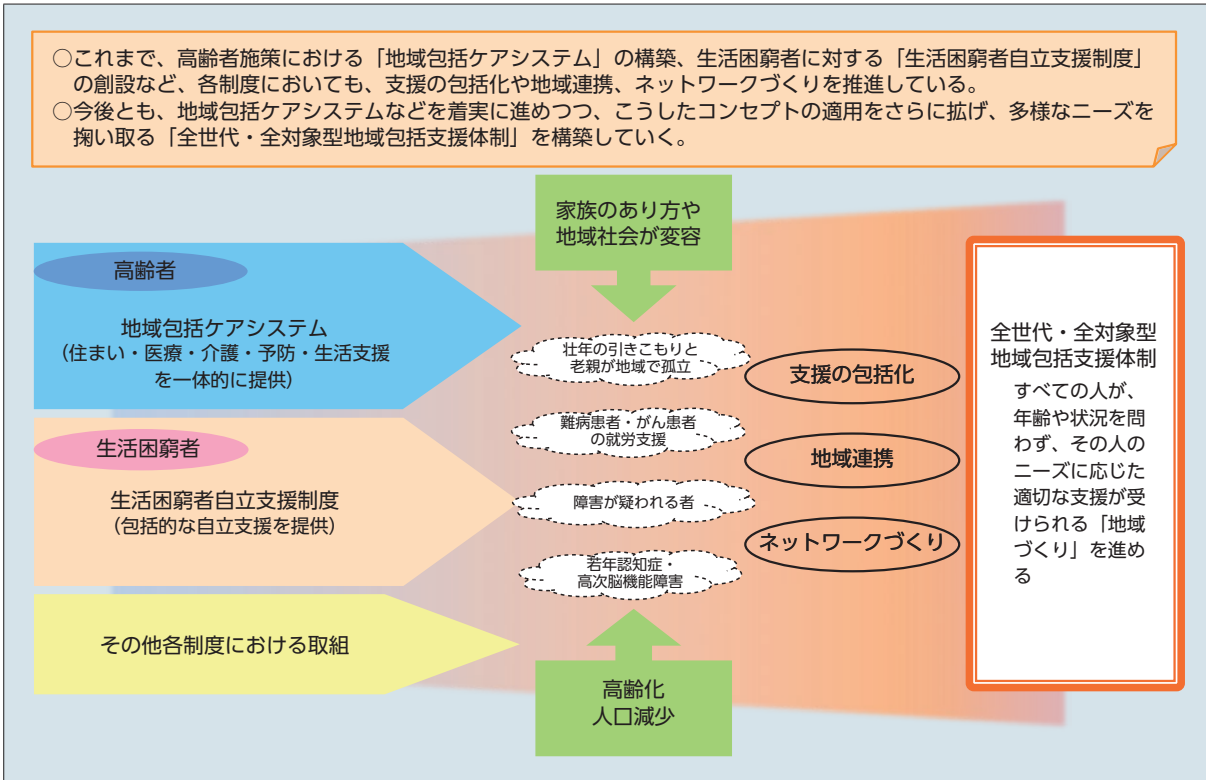 ○これまで、高齢者施策における「地域包括ケアシステム」の構築、生活困窮者に対する「生活困窮者自立支援制度」
の創設など、各制度においても、支援の包括化や地域連携、ネットワークづくりを推進している。
○今後とも、地域包括ケアシステムなどを着実に進めつつ、こうしたコンセプトの適用をさらに拡げ、多様なニーズを
掬い取る「全世代・全対象型地域包括支援体制」を構築していく。
家族のあり方や
地域社会が変容
高齢者
地域包括ケアシステム
(住まい・医療・介護・予防・生活支援
を一体的に提供)
生活困窮者
生活困窮者自立支援制度
(包括的な自立支援を提供)
その他各制度における取組
壮年の引きこもりと
老親が地域で孤立
難病患者・がん患者
の就労支援
障害が疑われる者
若年認知症・
高次脳機能障害
高齢化
人口減少
支援の包括化
地域連携
ネットワークづくり
全世代・全対象型
地域包括支援体制
すべての人が、
年齢や状況を問
わず、その人の
ニーズに応じた
適切な支援が受
けられる「地域
づくり」を進め
る